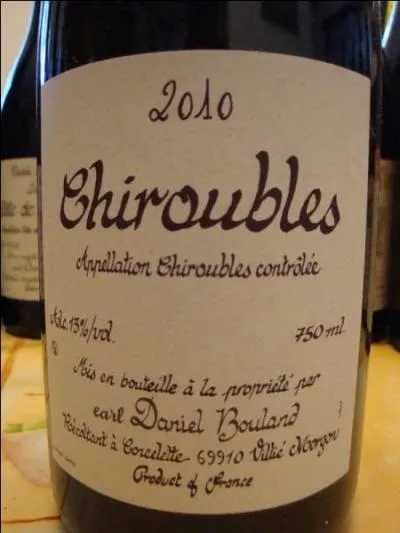 2010
Chiroubles
Appellation Chiroubles contrôlée
Alc. 13%/vol. 750 ml
Mis en bouteille à la propriété par
earl Daniel Bouland
Récoltant à Corcelette - 69910 Villié Morgon
Product of France